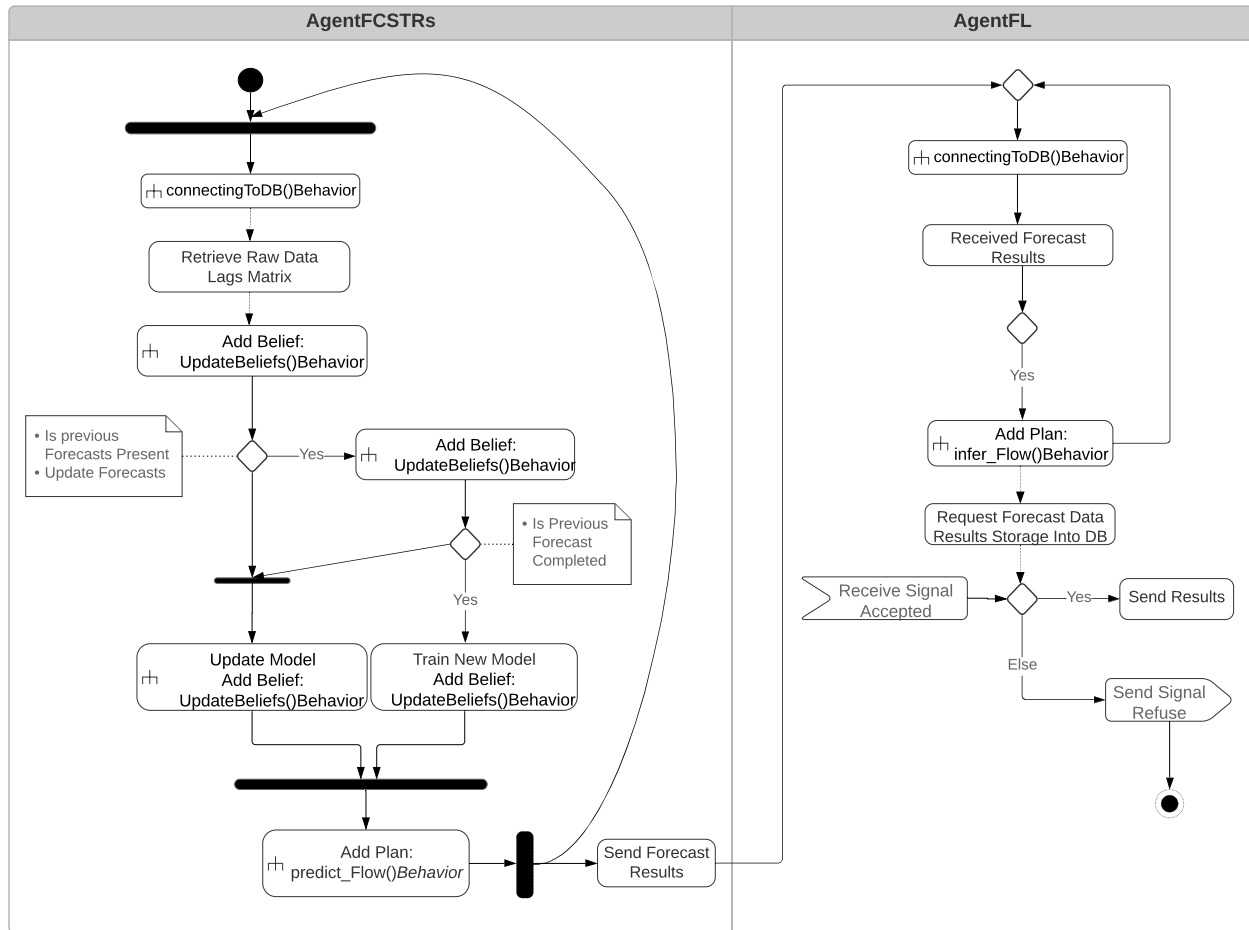 AgentFCSTRs
AgentFL
connectingToDB()Behavior
Retrieve Raw Data
Lags Matrix
Add Belief:
UpdateBeliefs()Behavior
• Is previous
Forecasts Present
• Update Forecasts
Yes
Add Belief:
UpdateBeliefs()Behavior
• Is Previous
Forecast
Completed
Yes
Update Model
Add Belief:
UpdateBeliefs()Behavior
Train New Model
Add Belief:
UpdateBeliefs()Behavior
Add Plan:
predict_Flow()Behavior
Send Forecast
Results
connectingToDB()Behavior
Received Forecast
Results
Yes
Add Plan:
infer_Flow()Behavior
Request Forecast Data
Results Storage Into DB
Receive Signal
Accepted
Yes
Send Results
Else
Send Signal
Refuse